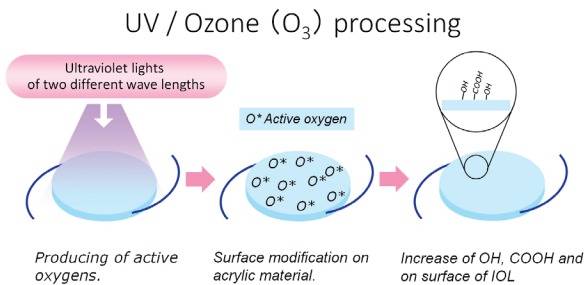 UV / Ozone (O₃) processing
Ultraviolet lights
of two different wave lengths
O* Active oxygen
O* O*
O* O* O* O*
O* O* O*
-OH
-COOH
-OH
Producing of active
oxygens.
Surface modification on
acrylic material.
Increase of OH, COOH and
on surface of IOL